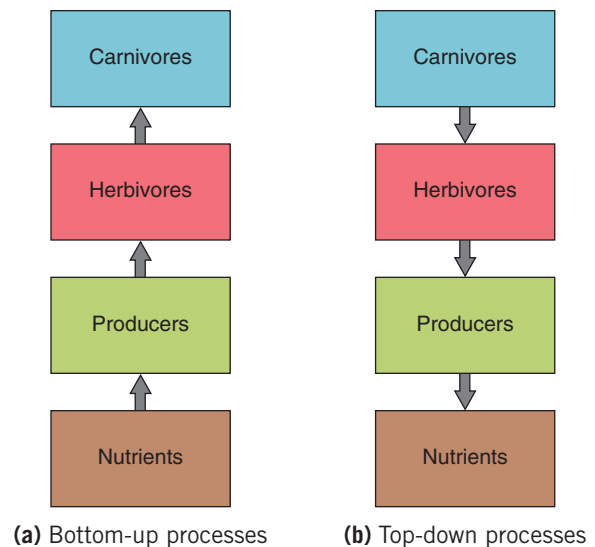 Carnivores
Herbivores
Producers
Nutrients
(a) Bottom-up processes
Carnivores
Herbivores
Producers
Nutrients
(b) Top-down processes